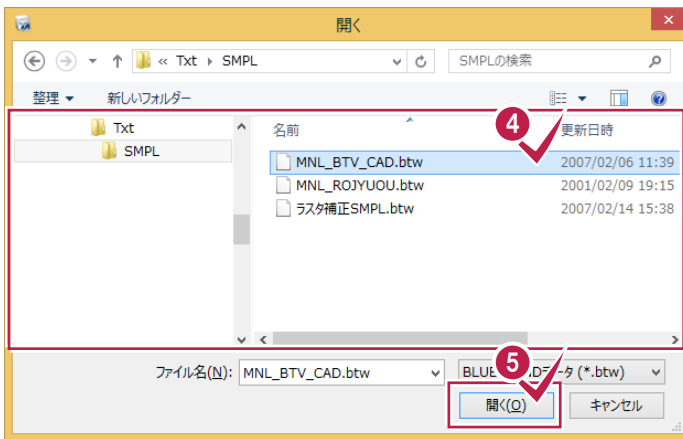 開く
« Txt ▸ SMPL
SMPLの検索
整理 新しいフォルダー
Txt
SMPL
名前 更新日時
4
MNL_BTV_CAD.btw 2007/02/06 11:39
MNL_ROJYUOU.btw 2001/02/09 19:15
ラスタ補正SMPL.btw 2007/02/14 15:38
ファイル名(N): MNL_BTV_CAD.btw
(*.btw)
5
開く(O) キャンセル